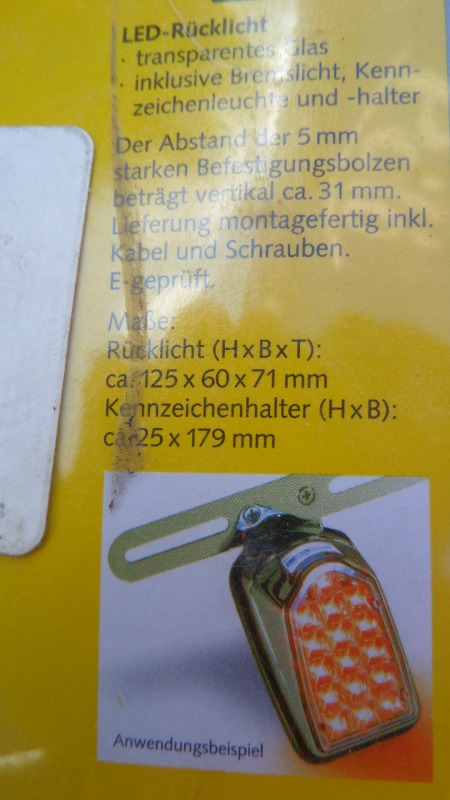 LED-Rücklicht
· transparentes Glas
· inklusive Bremslicht, Kenn-
zeichenleuchte und -halter
Der Abstand der 5 mm
starken Befestigungsbolzen
beträgt vertikal ca. 31 mm.
Lieferung montagefertig inkl.
Kabel und Schrauben.
E-geprüft.
Maße:
Rücklicht (H x B x T):
ca. 125 x 60 x 71 mm
Kennzeichenhalter (H x B):
ca. 25 x 179 mm
Anwendungsbeispiel